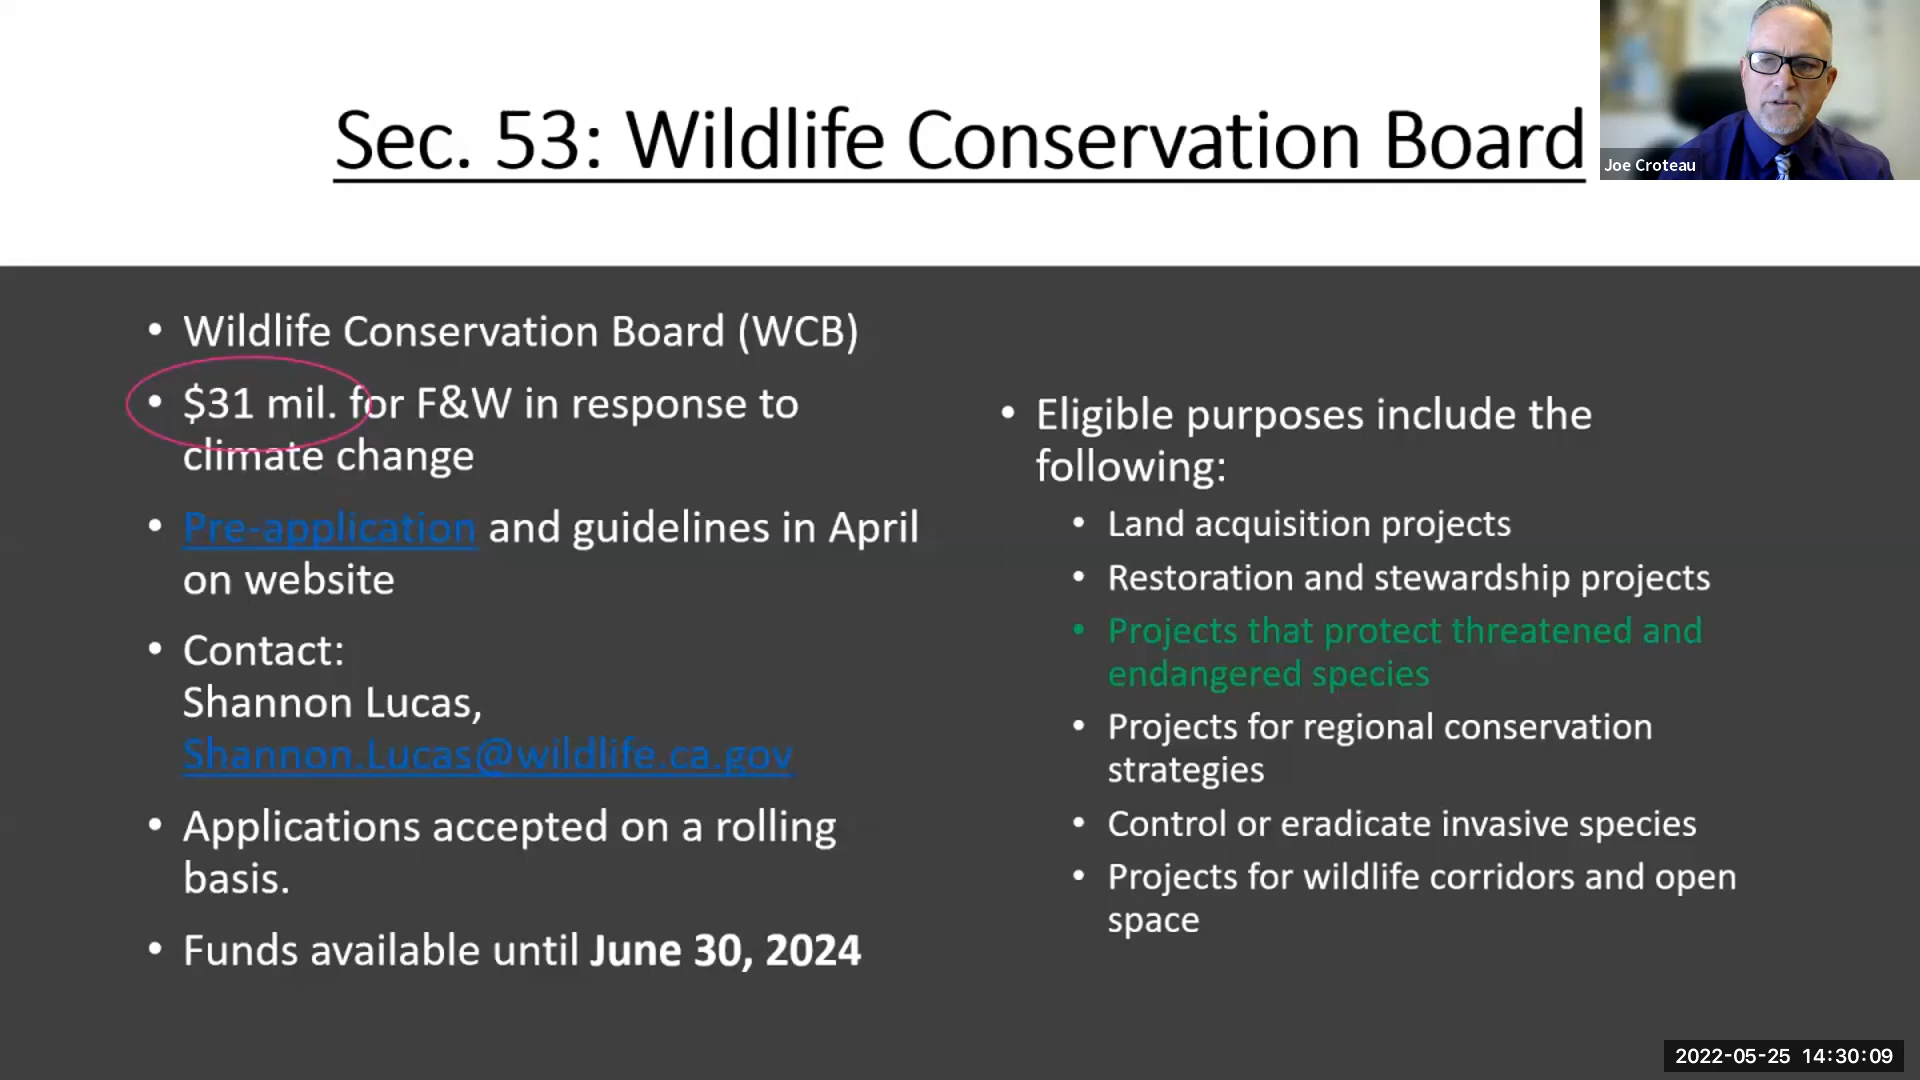 Sec. 53: Wildlife Conservation Board
Joe Croteau
• Wildlife Conservation Board (WCB)
• $31 mil. for F&W in response to
climate change
• Pre-application and guidelines in April
on website
• Contact:
Shannon Lucas,
Shannon.Lucas@wildlife.ca.gov
• Applications accepted on a rolling
basis.
• Funds available until June 30, 2024
• Eligible purposes include the
following:
• Land acquisition projects
• Restoration and stewardship projects
• Projects that protect threatened and
endangered species
• Projects for regional conservation
strategies
• Control or eradicate invasive species
• Projects for wildlife corridors and open
space
2022-05-25 14:30:09